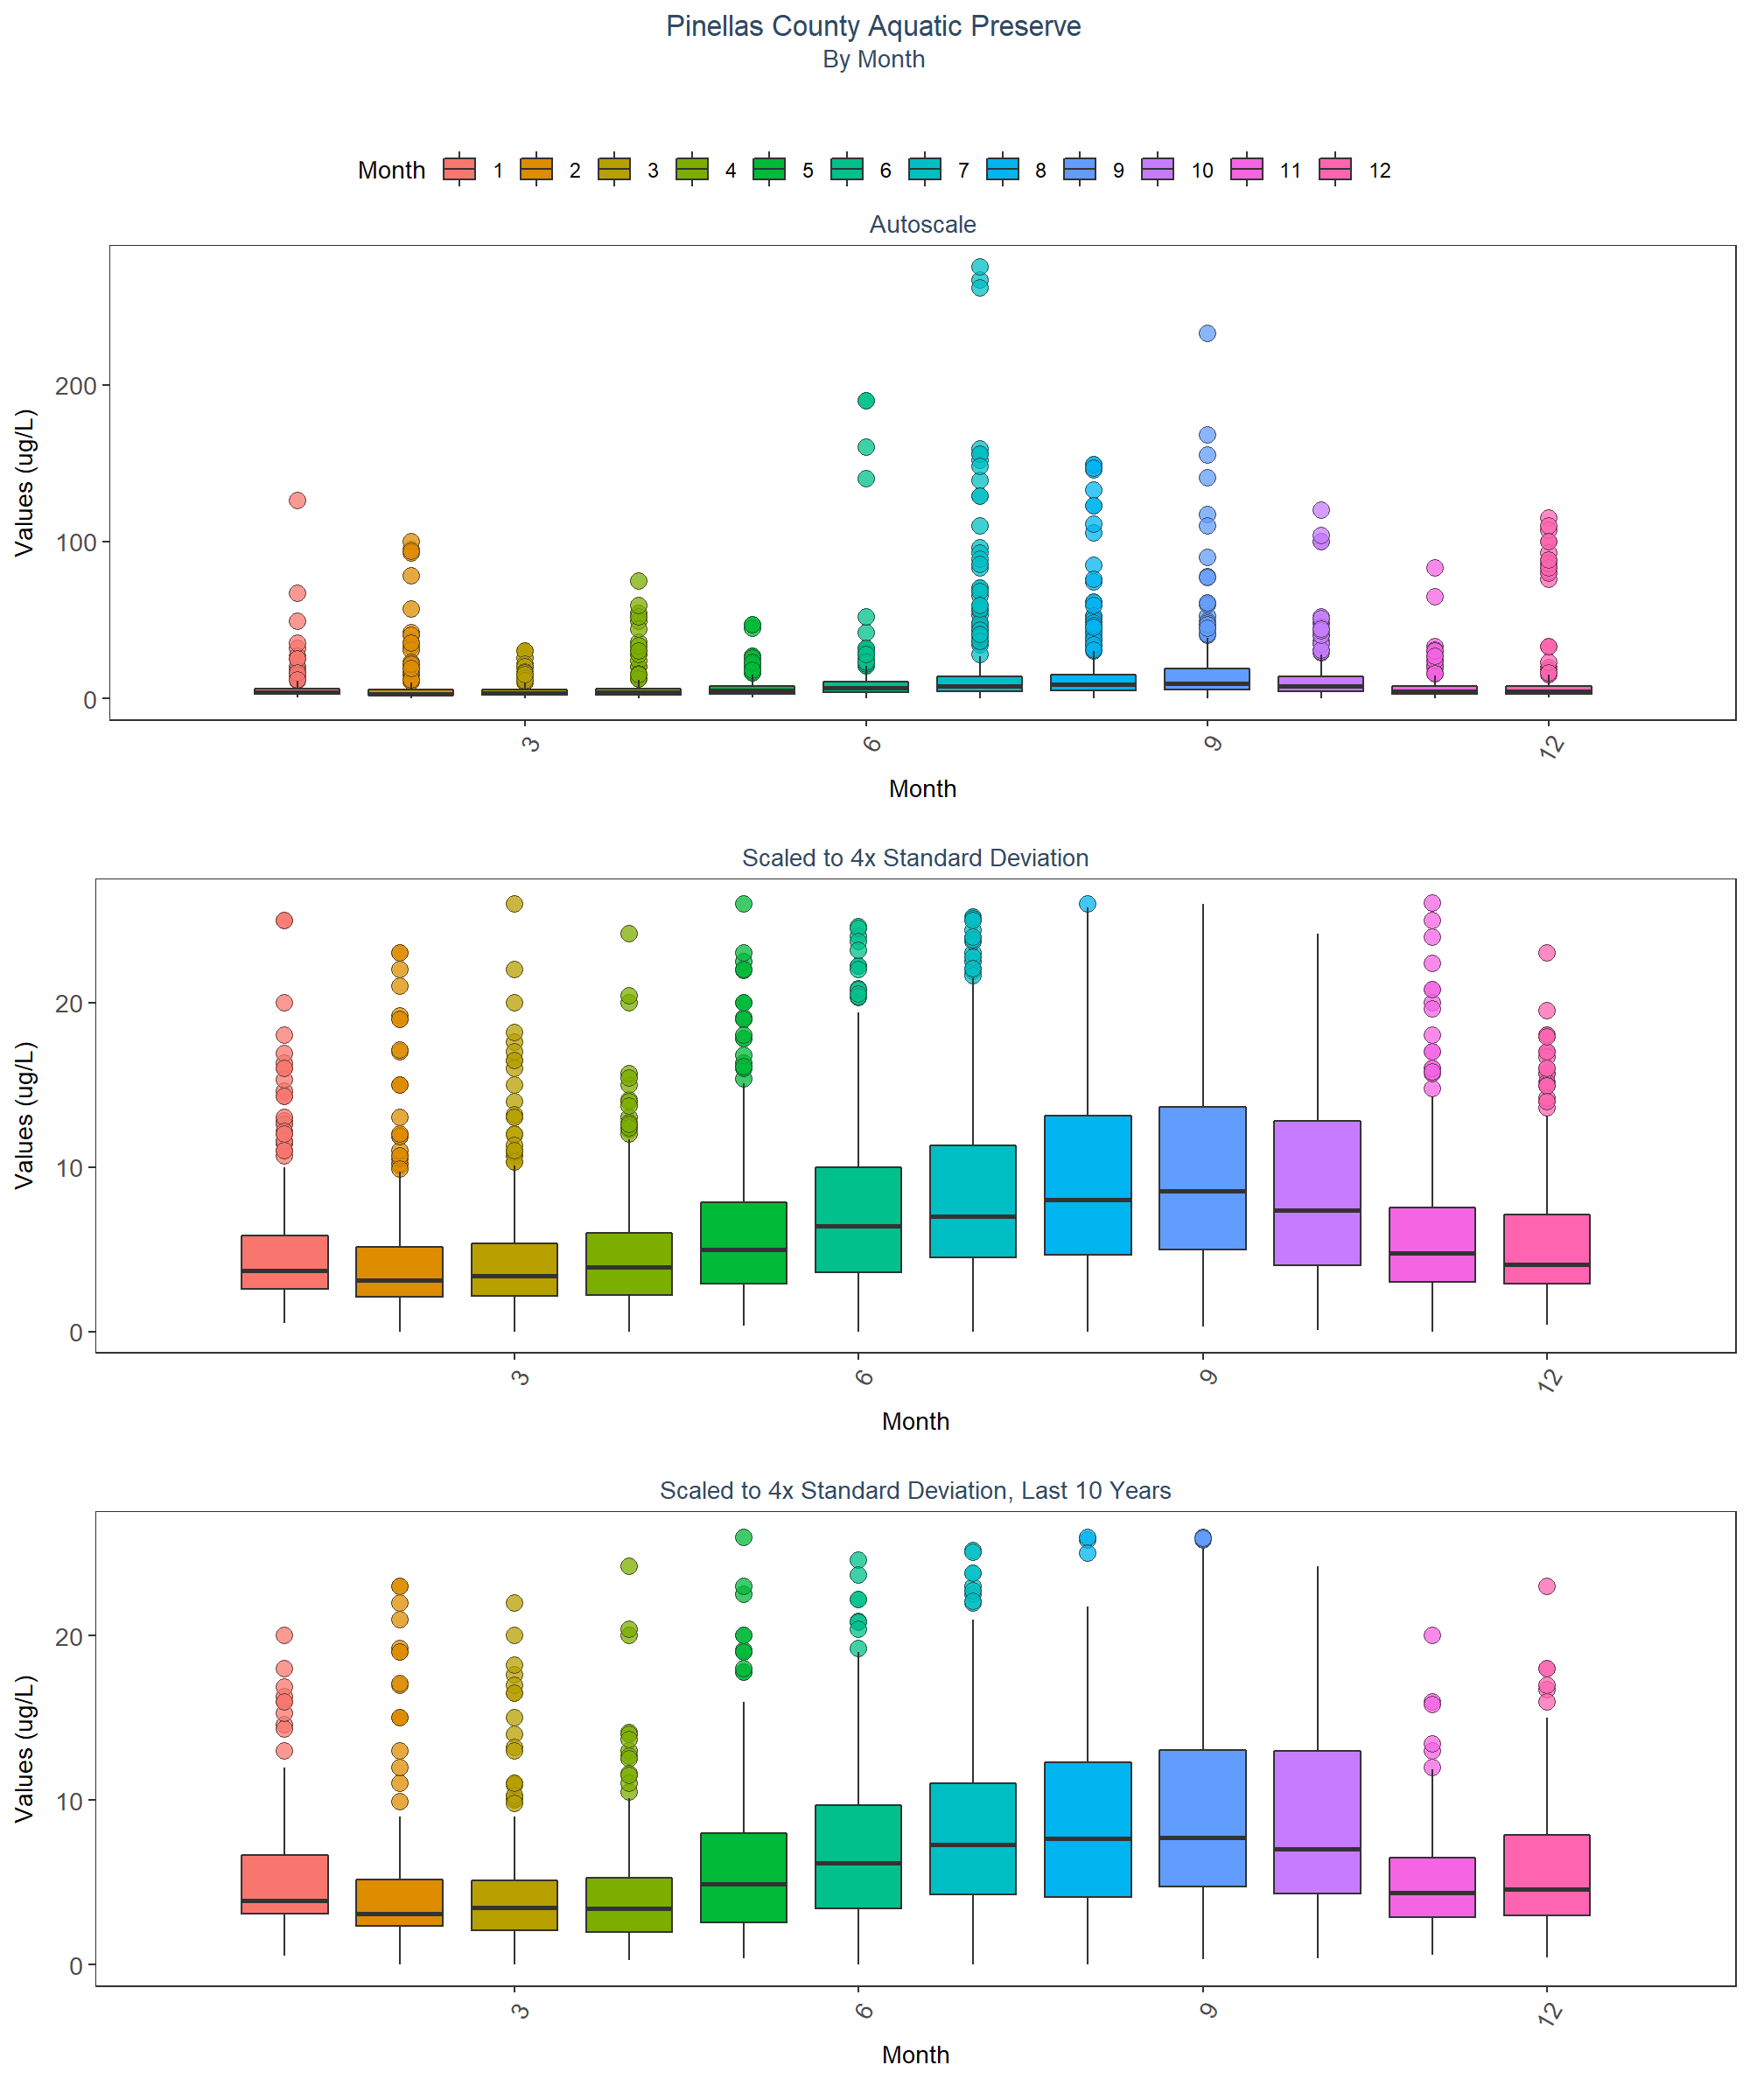 Pinellas County Aquatic Preserve
By Month
Month 1 2 3 4 5 6 7 8 9 10 11 12
Autoscale
Values (ug/L)
200
100
0
3 6 9 12
Month
Scaled to 4x Standard Deviation
Values (ug/L)
20
10
0
3 6 9 12
Month
Scaled to 4x Standard Deviation, Last 10 Years
Values (ug/L)
20
10
0
3 6 9 12
Month